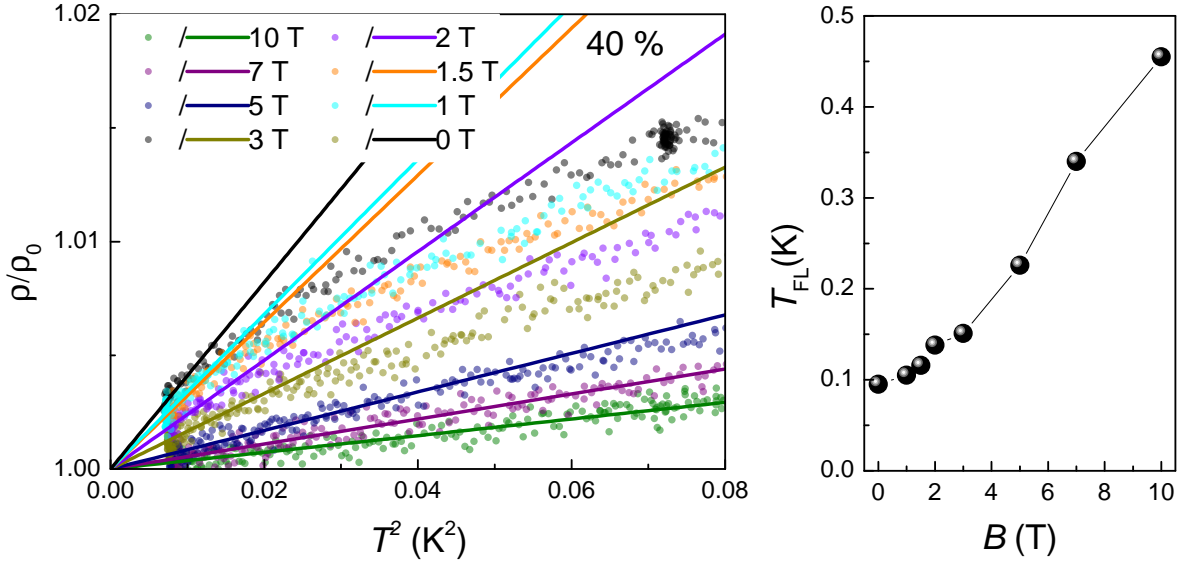 1.02
/ 10 T / 2 T 40 %
/ 7 T / 1.5 T
/ 5 T / 1 T
/ 3 T / 0 T
1.01
1.00
ρ/ρ₀
0.00 0.02 0.04 0.06 0.08
T² (K²)
0.5
0.4
0.3
0.2
0.1
0.0
T_FL(K)
0 2 4 6 8 10
B (T)